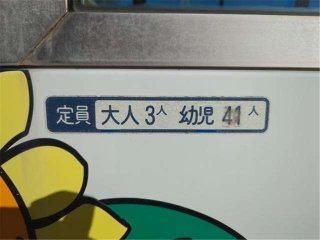 定員 大人 3人 幼児 41人